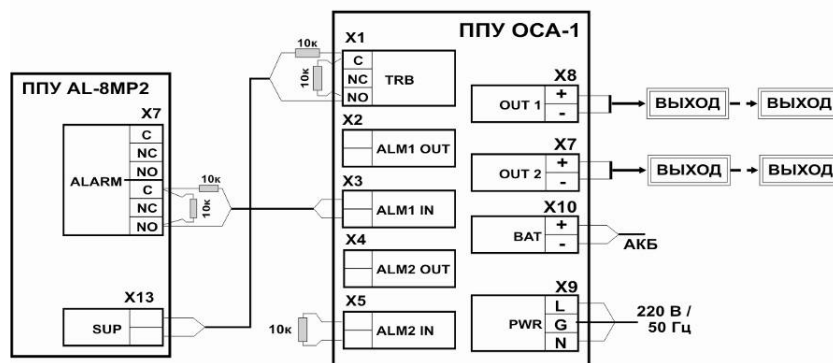 ППУ AL-8MP2
X7
ALARM
C
NC
NO
C
NC
NO
10к
10к
X13
SUP
ППУ ОСА-1
10к
10к
X1
C
NC
NO
TRB
X2
ALM1 OUT
X3
ALM1 IN
X4
ALM2 OUT
X5
10к
ALM2 IN
X8
OUT 1
+
-
ВЫХОД
ВЫХОД
X7
OUT 2
+
-
ВЫХОД
ВЫХОД
X10
BAT
+
-
АКБ
X9
PWR
L
G
N
220 В /
50 Гц